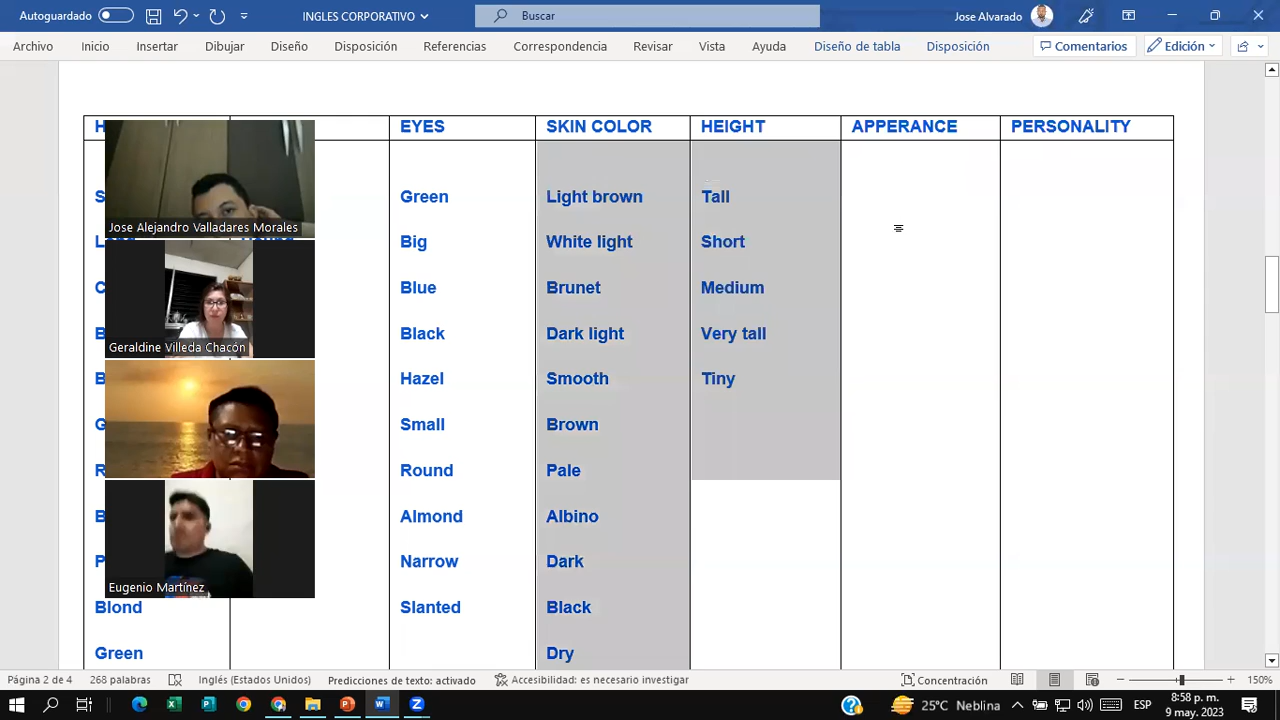 Autoguardado
INGLES CORPORATIVO
Buscar
Jose Alvarado
Archivo Inicio Insertar Dibujar Diseño Disposición Referencias Correspondencia Revisar Vista Ayuda Diseño de tabla Disposición Comentarios Edición
EYES SKIN COLOR HEIGHT APPERANCE PERSONALITY
Green Light brown Tall
Jose Alejandro Valladares Morales
Big White light Short
Blue Brunet Medium
Black Dark light Very tall
Geraldine Villeda Chacón
Hazel Smooth Tiny
Small Brown
Round Pale
Almond Albino
Narrow Dark
Eugenio Martínez
Blond Slanted Black
Green Dry
Página 2 de 4 268 palabras Inglés (Estados Unidos) Predicciones de texto: activado Accesibilidad: es necesario investigar Concentración 150%
25°C Neblina ESP 8:58 p. m.
9 may. 2023